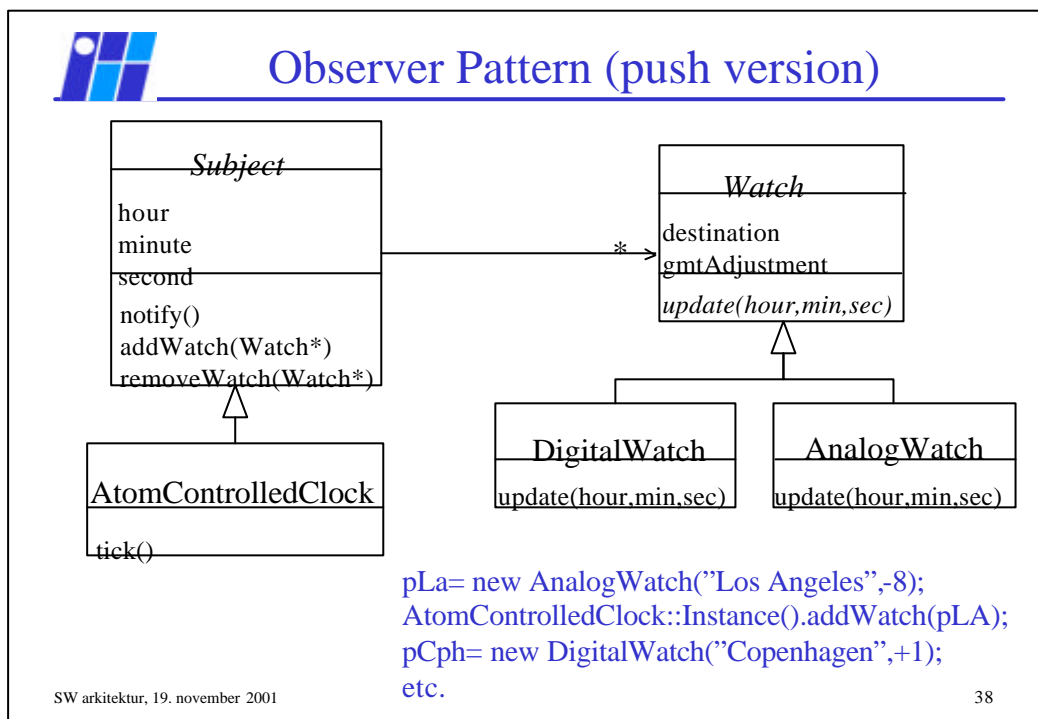 Observer Pattern (push version)
Subject
hour
minute
second
notify()
addWatch(Watch*)
removeWatch(Watch*)
*
Watch
destination
gmtAdjustment
update(hour,min,sec)
AtomControlledClock
tick()
DigitalWatch
update(hour,min,sec)
AnalogWatch
update(hour,min,sec)
pLa= new AnalogWatch(”Los Angeles”,-8);
AtomControlledClock::Instance().addWatch(pLA);
pCph= new DigitalWatch(”Copenhagen”,+1);
etc.
SW arkitektur, 19. november 2001
38